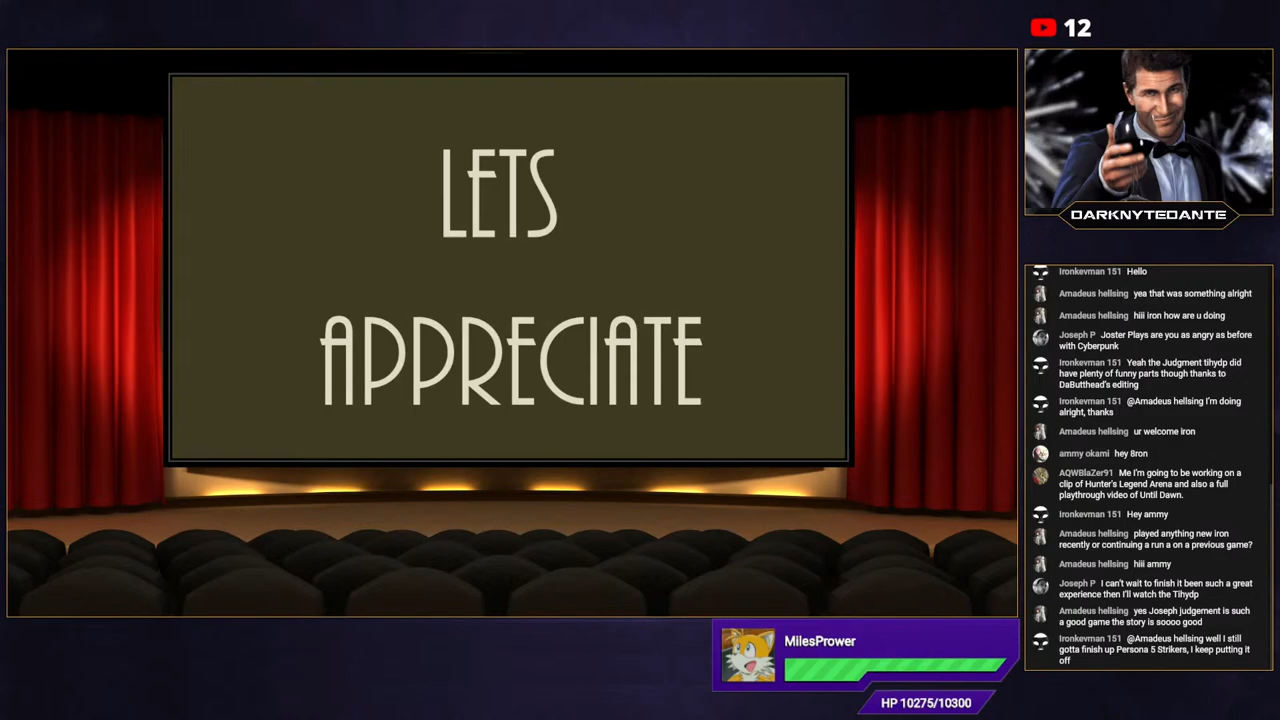 12
LETS
APPRECIATE
DARKNYTEDANTE
Ironkevman 151 Hello
Amadeus hellsing yea that was something alright
Amadeus hellsing hiii iron how are u doing
Joseph P Joster Plays are you as angry as before
with Cyberpunk
Ironkevman 151 Yeah the Judgment tihydp did
have plenty of funny parts though thanks to
DaButthead's editing
Ironkevman 151 @Amadeus hellsing I'm doing
alright, thanks
Amadeus hellsing ur welcome iron
ammy okami hey 8ron
AQWBlaZer91 Me I'm going to be working on a
clip of Hunter's Legend Arena and also a full
playthrough video of Until Dawn.
Ironkevman 151 Hey ammy
Amadeus hellsing played anything new iron
recently or continuing a run a on a previous game?
Amadeus hellsing hiii ammy
Joseph P I can't wait to finish it been such a great
experience then I'll watch the Tihydp
Amadeus hellsing yes Joseph judgement is such
a good game the story is soooo good
Ironkevman 151 @Amadeus hellsing well I still
gotta finish up Persona 5 Strikers, I keep putting it
off
MilesPrower
HP 10275/10300